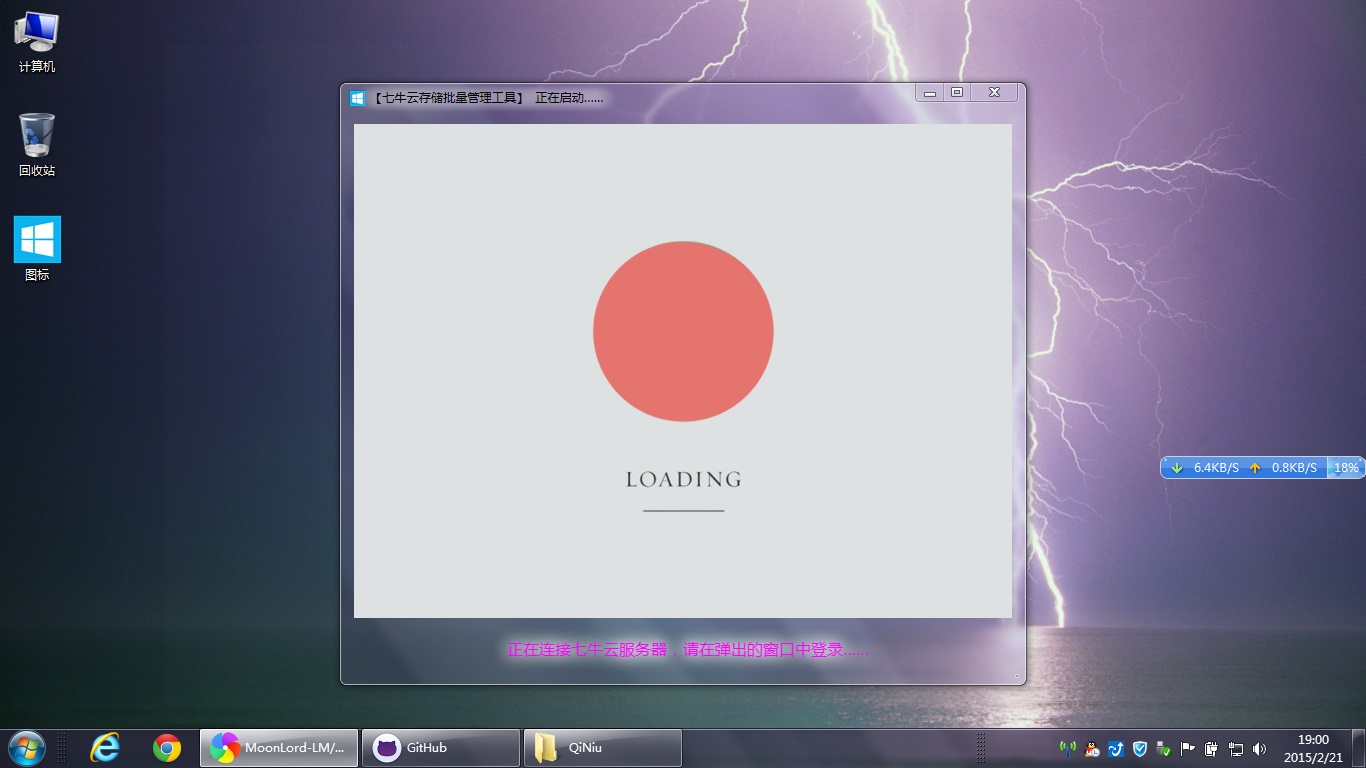 计算机
回收站
图标
【七牛云存储批量管理工具】 正在启动......
LOADING
正在连接七牛云服务器，请在弹出的窗口中登录......
6.4KB/S 0.8KB/S 18%
MoonLord-LM/...
GitHub
QiNiu
19:00
2015/2/21